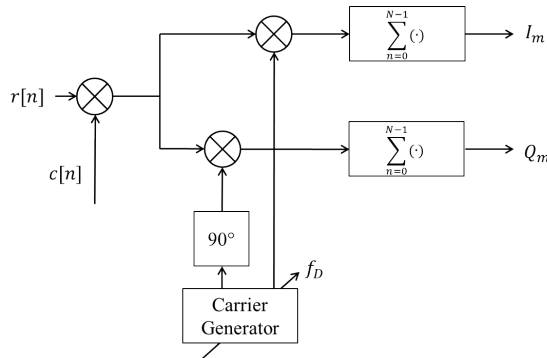 N−1
∑(·)
n=0
I_m
r[n]
N−1
∑(·)
n=0
Q_m
c[n]
90°
f_D
Carrier
Generator